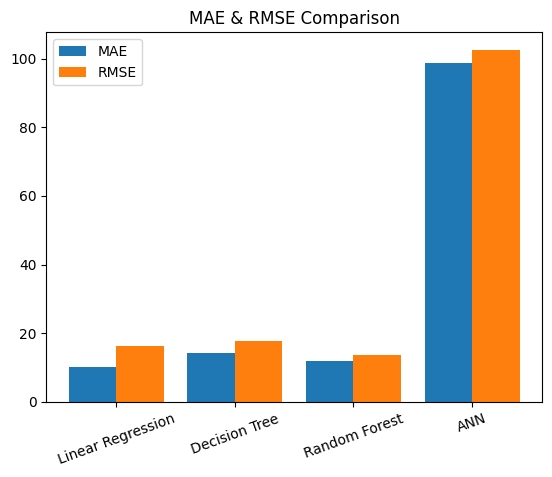 MAE & RMSE Comparison
MAE
RMSE
100
80
60
40
20
0
Linear Regression
Decision Tree
Random Forest
ANN